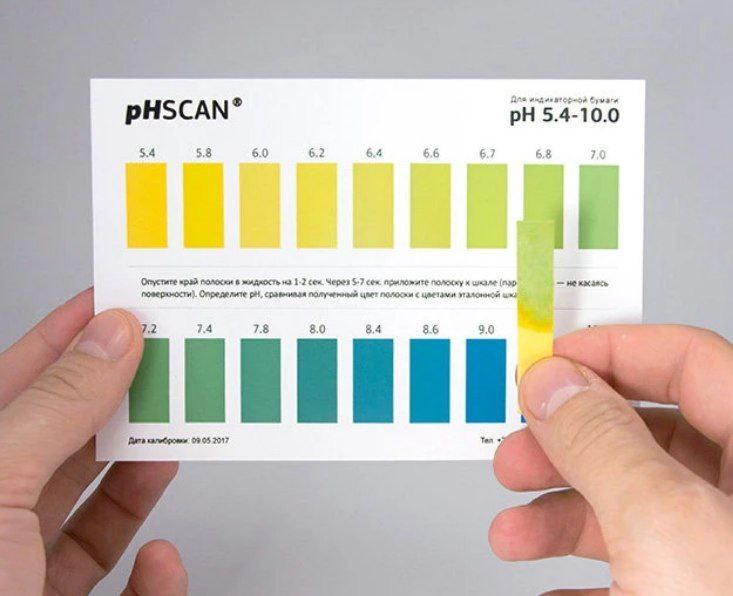 pHSCAN®
Для индикаторной бумаги
pH 5.4-10.0
5.4 5.8 6.0 6.2 6.4 6.6 6.7 6.8 7.0
Опустите край полоски в жидкость на 1-2 сек. Через 5-7 сек. приложите полоску к шкале — не касаясь
поверхности). Определите pH, сравнивая полученный цвет полоски с цветами эталонной
7.2 7.4 7.8 8.0 8.4 8.6 9.0
Дата калибровки: 09.05.2017
Тел.